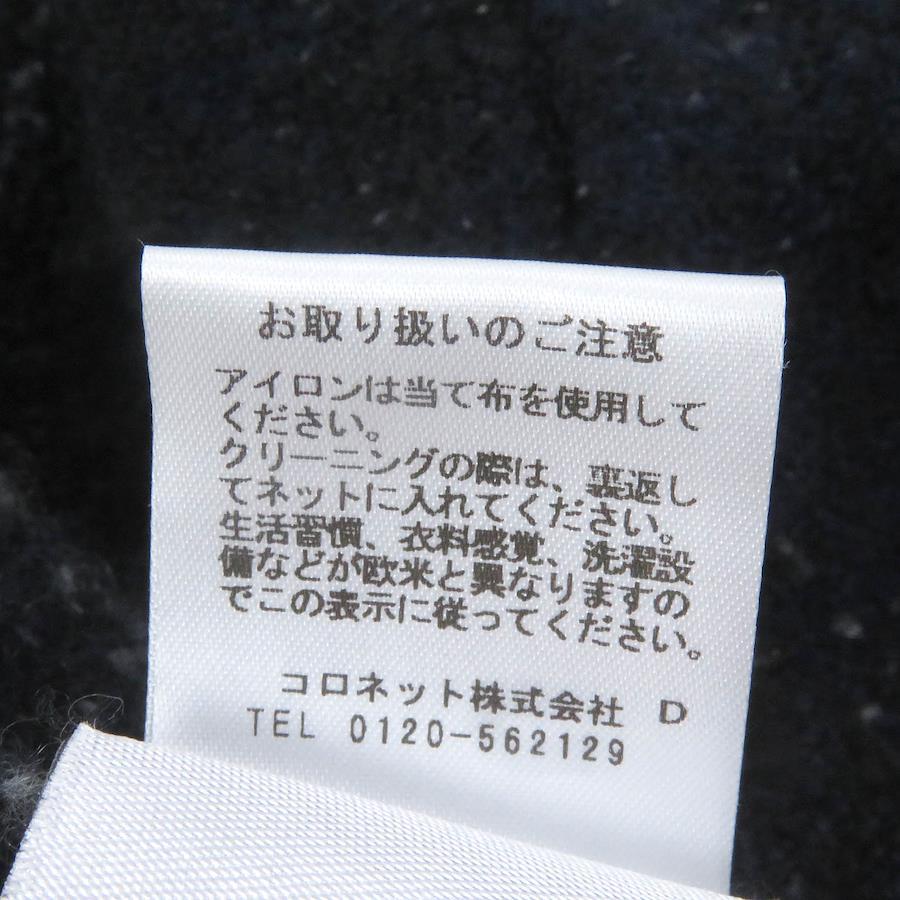 お取り扱いのご注意
アイロンは当て布を使用して
ください。
クリーニングの際は、裏返し
てネットに入れてください。
生活習慣、衣料感覚、洗濯設
備などが欧米と異なりますの
でこの表示に従ってください。
コロネット株式会社 D
TEL 0120-562129